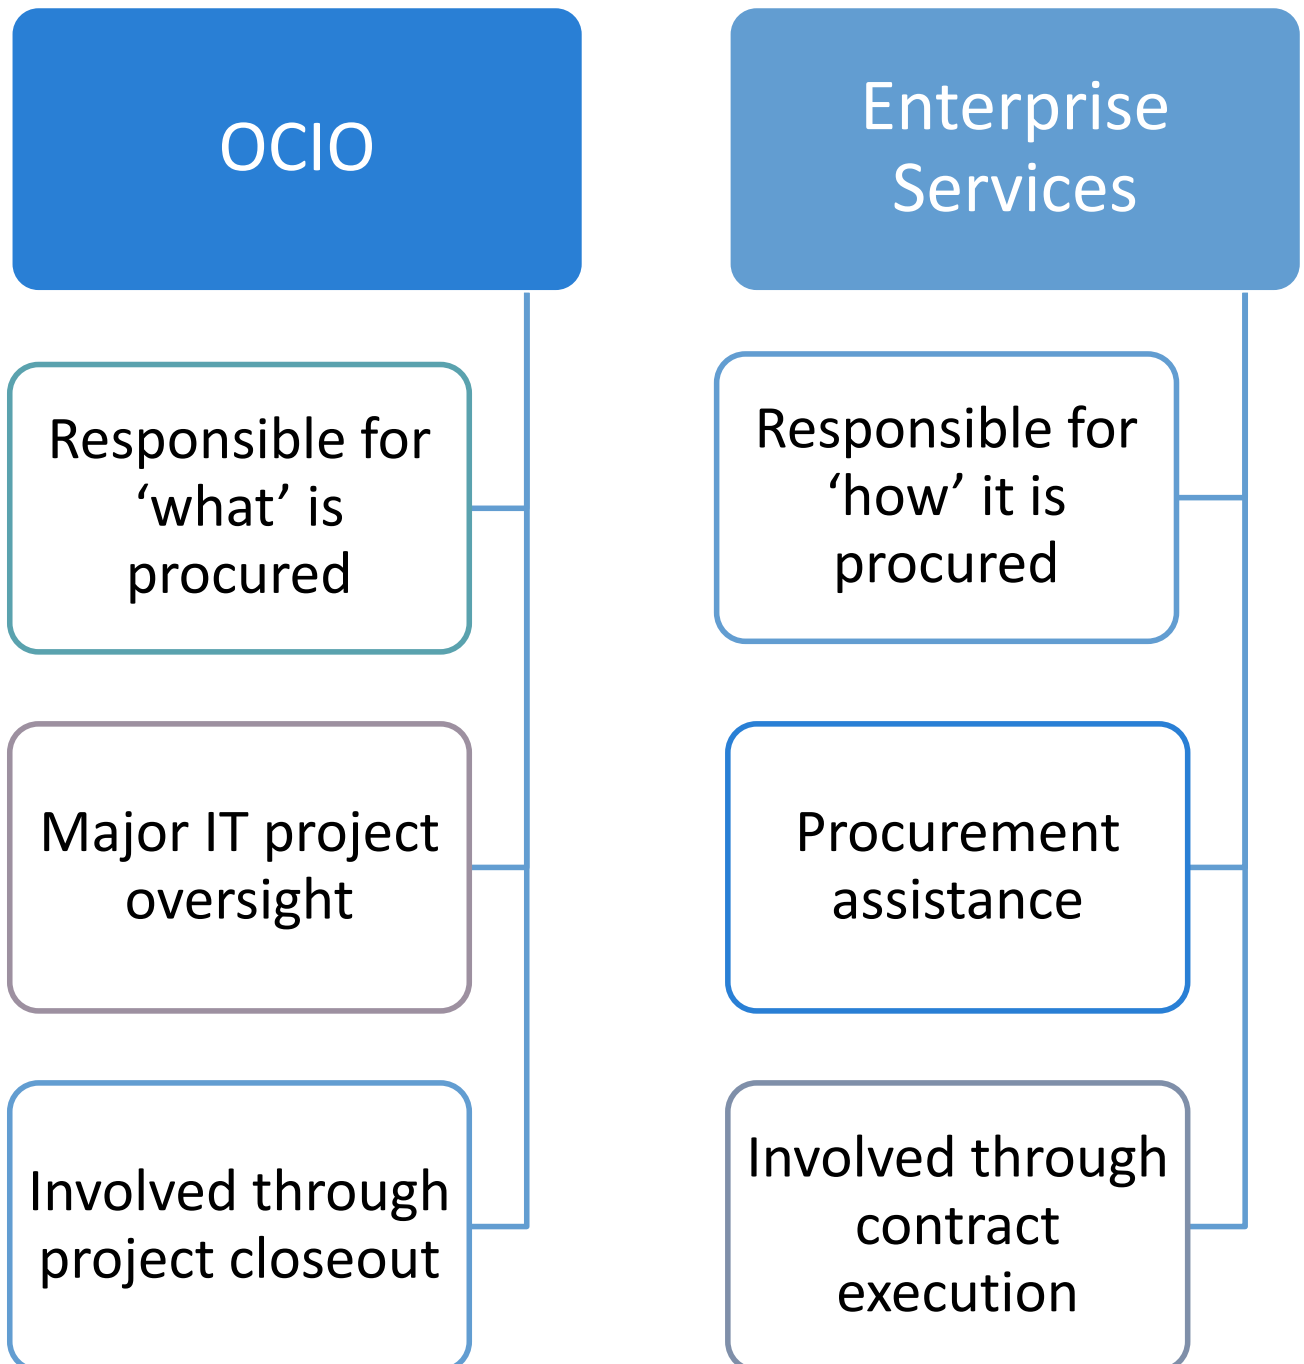 OCIO
Responsible for
‘what’ is
procured
Major IT project
oversight
Involved through
project closeout
Enterprise
Services
Responsible for
‘how’ it is
procured
Procurement
assistance
Involved through
contract
execution